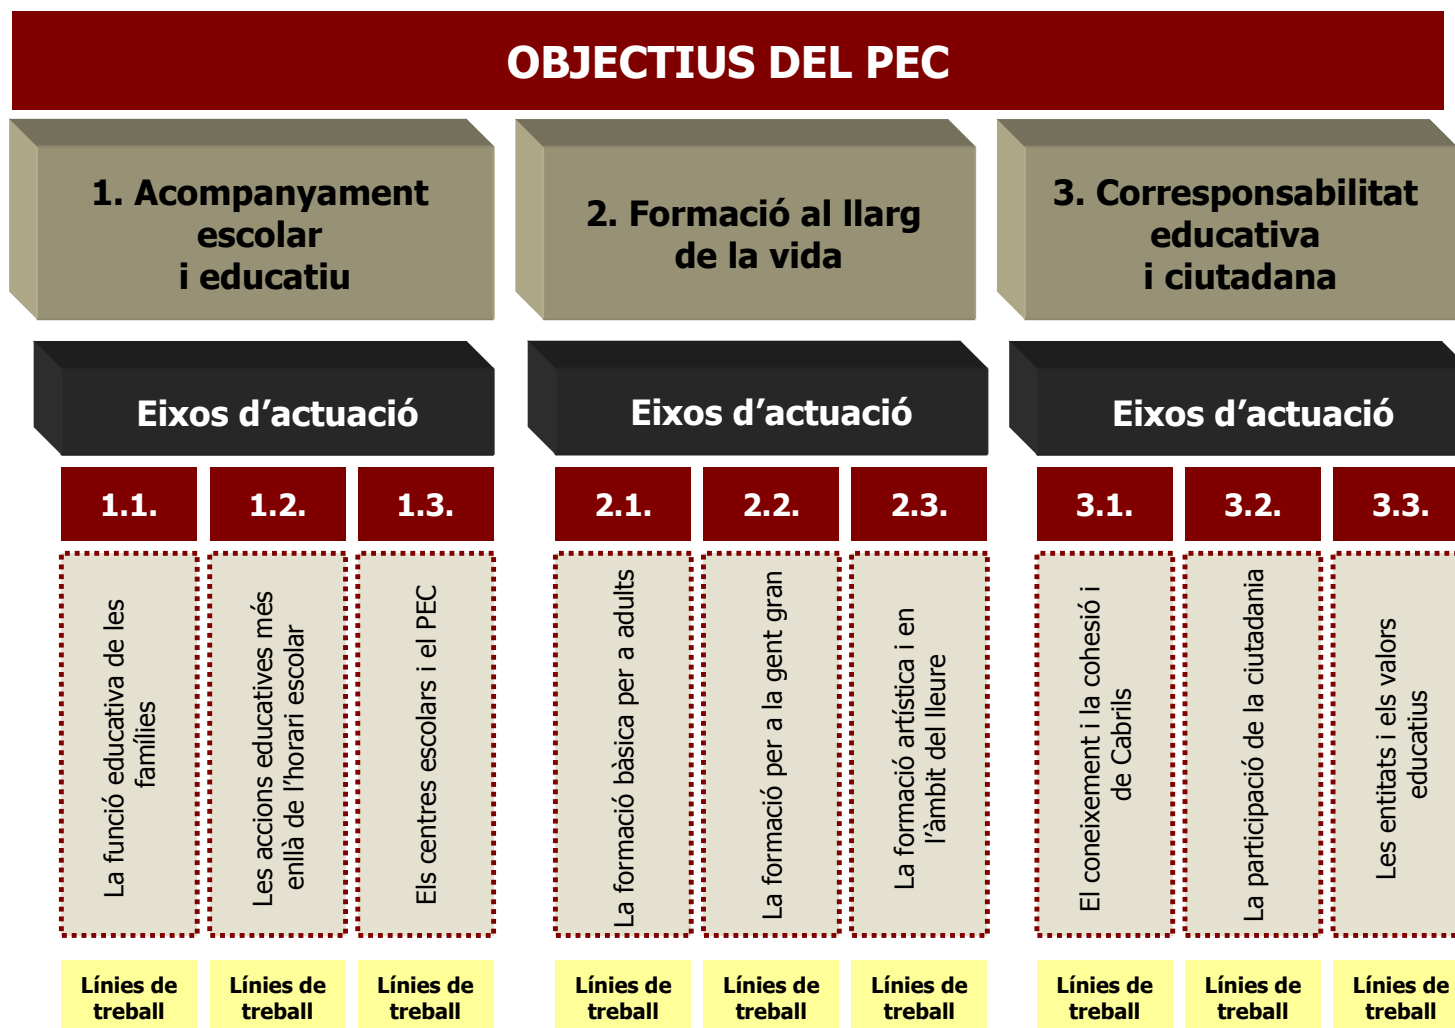 OBJECTIUS DEL PEC
1. Acompanyament
escolar
i educatiu
2. Formació al llarg
de la vida
3. Corresponsabilitat
educativa
i ciutadana
Eixos d’actuació
Eixos d’actuació
Eixos d’actuació
1.1.
1.2.
1.3.
2.1.
2.2.
2.3.
3.1.
3.2.
3.3.
La funció educativa de les
famílies
Les accions educatives més
enllà de l’horari escolar
Els centres escolars i el PEC
La formació bàsica per a adults
La formació per a la gent gran
La formació artística i en
l’àmbit del lleure
El coneixement i la cohesió i
de Cabrils
La participació de la ciutadania
Les entitats i els valors
educatius
Línies de
treball
Línies de
treball
Línies de
treball
Línies de
treball
Línies de
treball
Línies de
treball
Línies de
treball
Línies de
treball
Línies de
treball